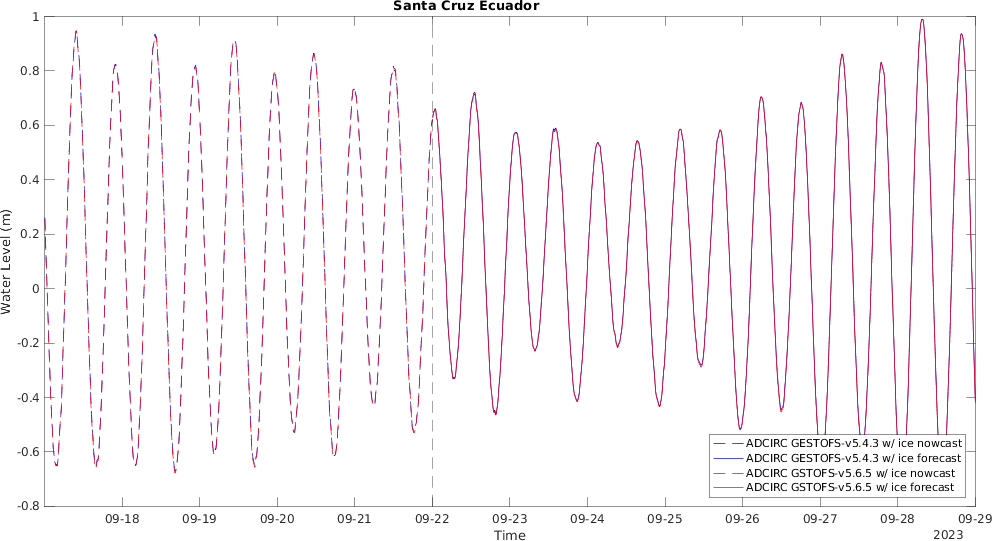 Santa Cruz Ecuador
1
0.8
0.6
0.4
0.2
0
-0.2
-0.4
-0.6
-0.8
Water Level (m)
ADCIRC GESTOFS-v5.4.3 w/ ice nowcast
ADCIRC GESTOFS-v5.4.3 w/ ice forecast
ADCIRC GSTOFS-v5.6.5 w/ ice nowcast
ADCIRC GSTOFS-v5.6.5 w/ ice forecast
09-18 09-19 09-20 09-21 09-22 09-23 09-24 09-25 09-26 09-27 09-28 09-29
Time
2023